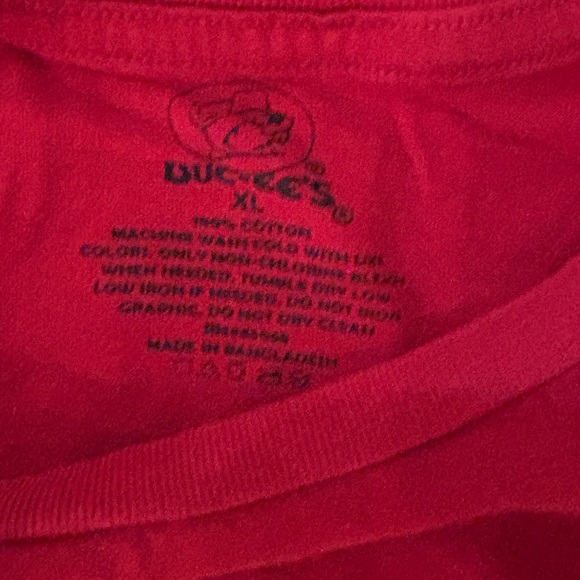 BUC-EE'S®
XL
100% COTTON
MACHINE WASH COLD WITH LIKE
COLORS. ONLY NON-CHLORINE BLEACH
WHEN NEEDED. TUMBLE DRY LOW.
LOW IRON IF NEEDED. DO NOT IRON
GRAPHIC. DO NOT DRY CLEAN
MADE IN BANGLADESH